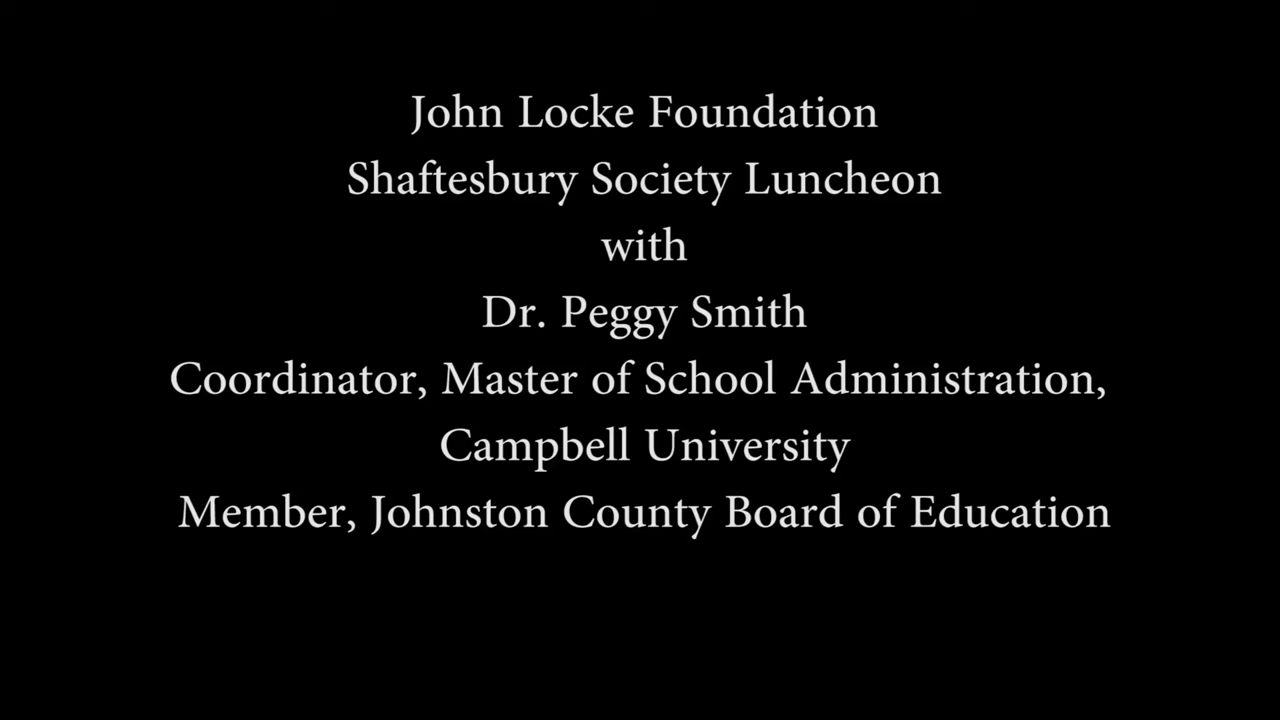 John Locke Foundation
Shaftesbury Society Luncheon
with
Dr. Peggy Smith
Coordinator, Master of School Administration,
Campbell University
Member, Johnston County Board of Education